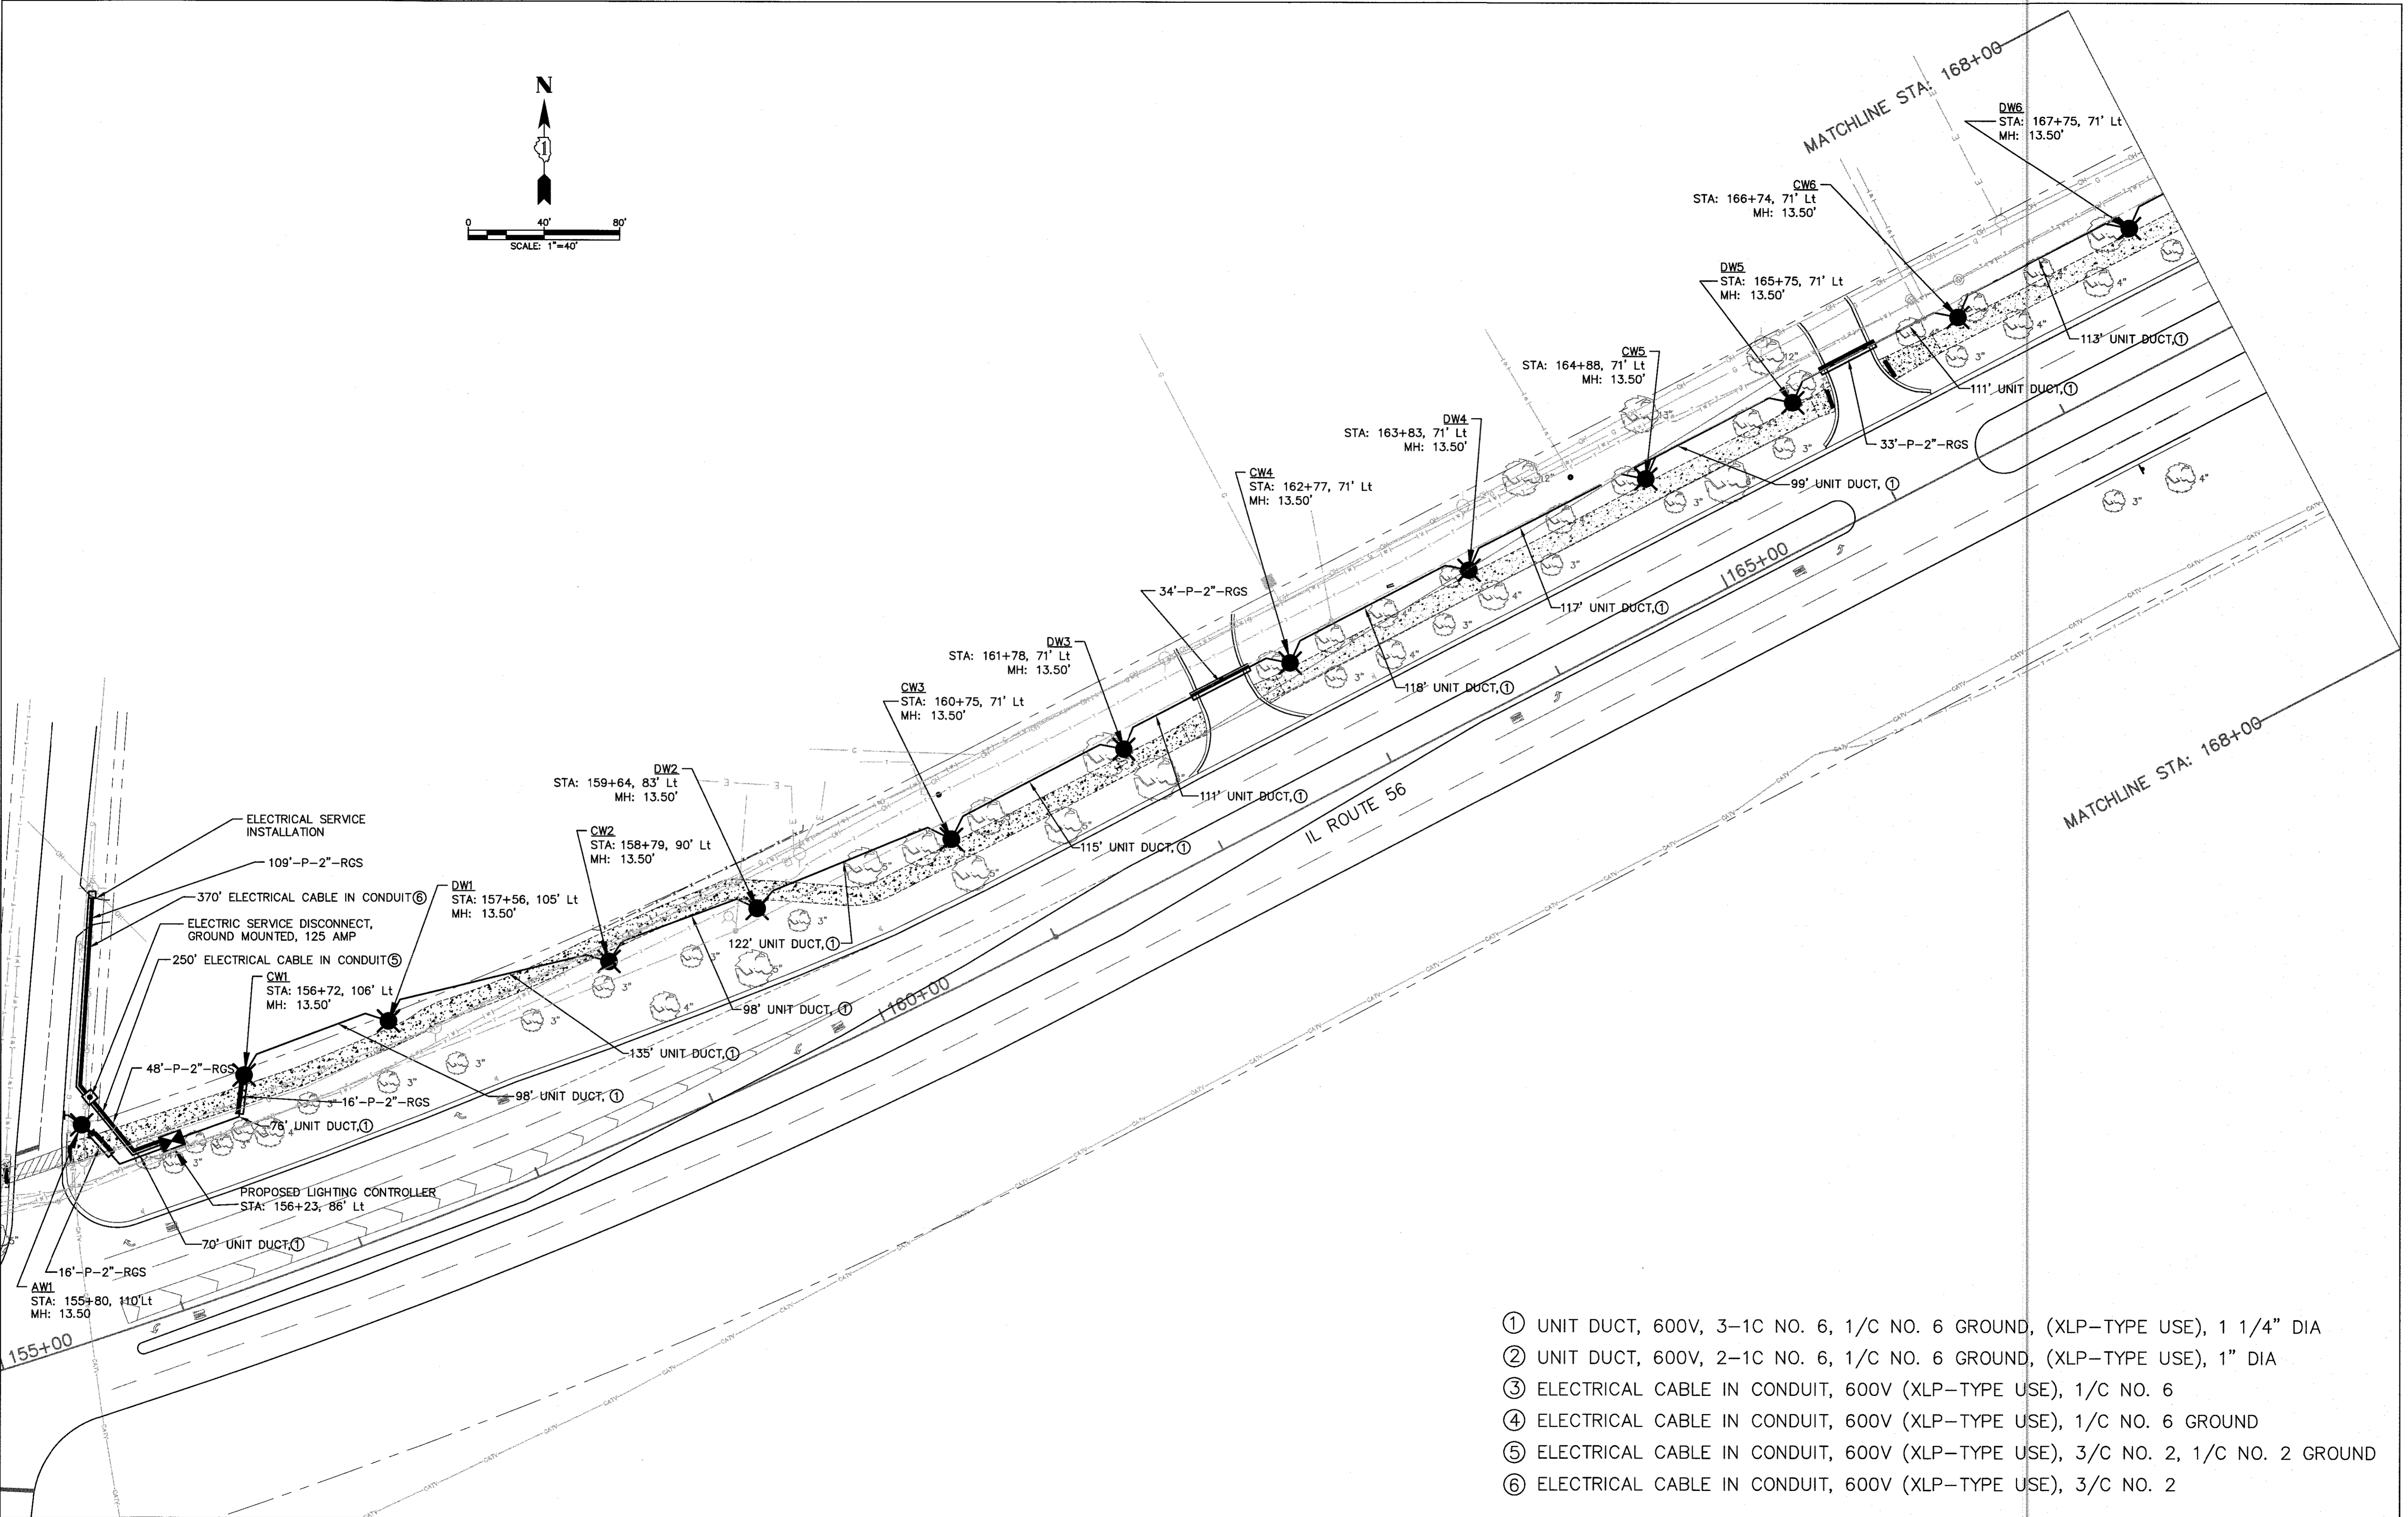 N
1
0 40' 80'
SCALE: 1"=40'
MATCHLINE STA: 168+00
DW6
STA: 167+75, 71' Lt
MH: 13.50'
CW6
STA: 166+74, 71' Lt
MH: 13.50'
DW5
STA: 165+75, 71' Lt
MH: 13.50'
CW5
STA: 164+88, 71' Lt
MH: 13.50'
DW4
STA: 163+83, 71' Lt
MH: 13.50'
CW4
STA: 162+77, 71' Lt
MH: 13.50'
DW3
STA: 161+78, 71' Lt
MH: 13.50'
CW3
STA: 160+75, 71' Lt
MH: 13.50'
DW2
STA: 159+64, 83' Lt
MH: 13.50'
CW2
STA: 158+79, 90' Lt
MH: 13.50'
DW1
STA: 157+56, 105' Lt
MH: 13.50'
CW1
STA: 156+72, 106' Lt
MH: 13.50'
113' UNIT DUCT,①
111' UNIT DUCT,①
33'-P-2"-RGS
99' UNIT DUCT, ①
117' UNIT DUCT,①
118' UNIT DUCT,①
34'-P-2"-RGS
111' UNIT DUCT,①
115' UNIT DUCT,①
122' UNIT DUCT,①
98' UNIT DUCT,①
135' UNIT DUCT,①
98' UNIT DUCT, ①
76' UNIT DUCT,①
70' UNIT DUCT,①
ELECTRICAL SERVICE
INSTALLATION
109'-P-2"-RGS
370' ELECTRICAL CABLE IN CONDUIT⑥
ELECTRIC SERVICE DISCONNECT,
GROUND MOUNTED, 125 AMP
250' ELECTRICAL CABLE IN CONDUIT⑤
48'-P-2"-RGS
16'-P-2"-RGS
PROPOSED LIGHTING CONTROLLER
STA: 156+23, 86' Lt
16'-P-2"-RGS
AW1
STA: 155+80, 110'Lt
MH: 13.50
155+00
160+00
165+00
IL ROUTE 56
MATCHLINE STA: 168+00
① UNIT DUCT, 600V, 3-1C NO. 6, 1/C NO. 6 GROUND, (XLP-TYPE USE), 1 1/4" DIA
② UNIT DUCT, 600V, 2-1C NO. 6, 1/C NO. 6 GROUND, (XLP-TYPE USE), 1" DIA
③ ELECTRICAL CABLE IN CONDUIT, 600V (XLP-TYPE USE), 1/C NO. 6
④ ELECTRICAL CABLE IN CONDUIT, 600V (XLP-TYPE USE), 1/C NO. 6 GROUND
⑤ ELECTRICAL CABLE IN CONDUIT, 600V (XLP-TYPE USE), 3/C NO. 2, 1/C NO. 2 GROUND
⑥ ELECTRICAL CABLE IN CONDUIT, 600V (XLP-TYPE USE), 3/C NO. 2